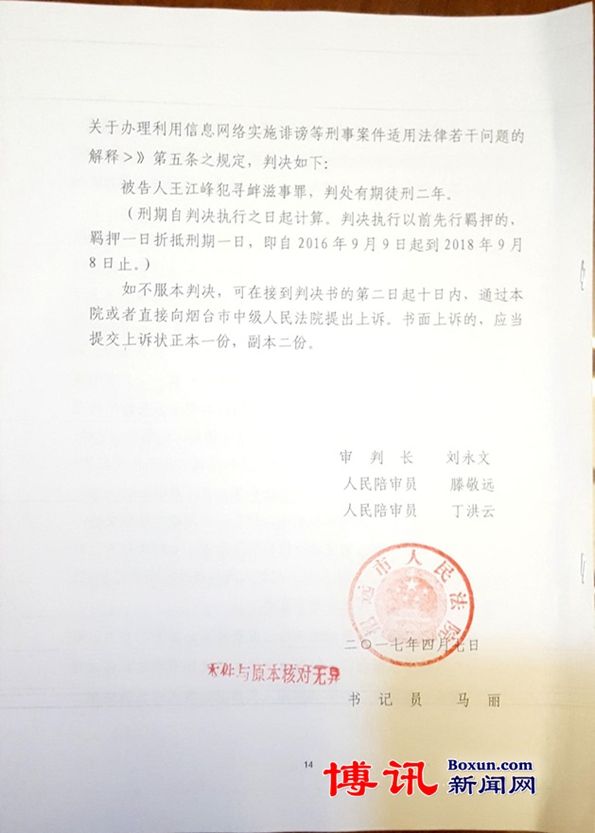 关于办理利用信息网络实施诽谤等刑事案件适用法律若干问题的
解释>》第五条之规定，判决如下：
被告人王江峰犯寻衅滋事罪，判处有期徒刑二年。
（刑期自判决执行之日起计算。判决执行以前先行羁押的，
羁押一日折抵刑期一日，即自2016年9月9日起到2018年9月
8日止。）
如不服本判决，可在接到判决书的第二日起十日内、通过本
院或者直接向烟台市中级人民法院提出上诉。书面上诉的，应当
提交上诉状正本一份，副本二份。
审 判 长 刘永文
人民陪审员 滕敬远
人民陪审员 丁洪云
招远市人民法院
二〇一七年四月七日
本件与原本核对无异
书 记 员 马丽
14
博讯 Boxun.com
新闻网